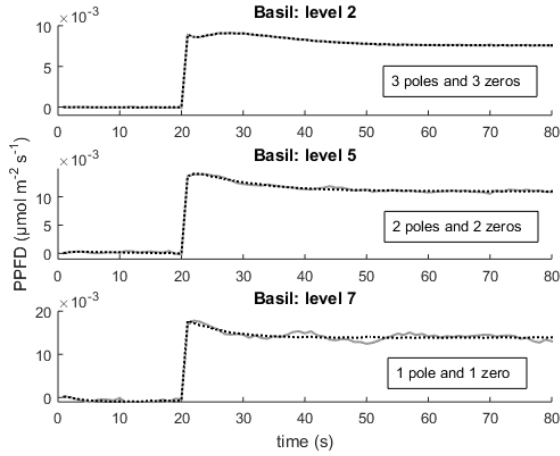 Basil: level 2
×10⁻³
10
5
0
3 poles and 3 zeros
0 10 20 30 40 50 60 70 80
Basil: level 5
×10⁻³
10
5
0
2 poles and 2 zeros
0 10 20 30 40 50 60 70 80
PPFD (μmol m⁻² s⁻¹)
Basil: level 7
×10⁻³
20
10
0
1 pole and 1 zero
0 10 20 30 40 50 60 70 80
time (s)